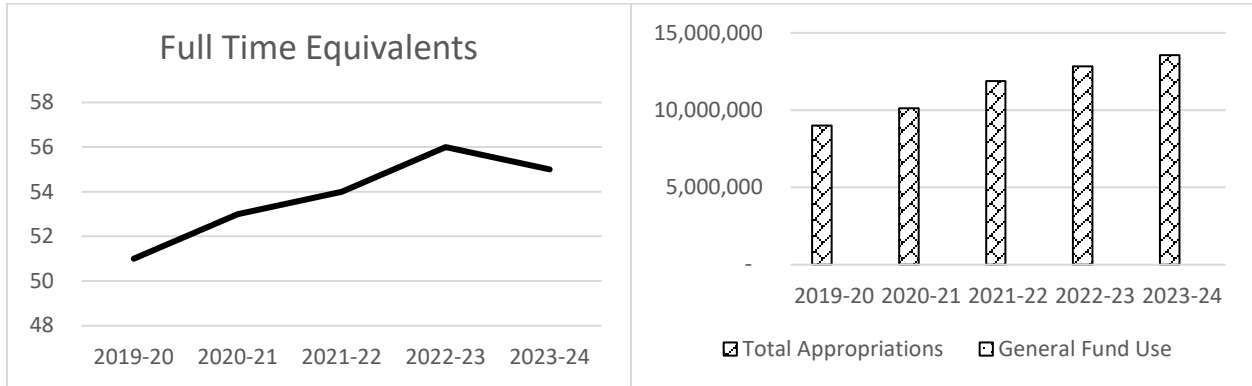 Full Time Equivalents
58
56
54
52
50
48
2019-20 2020-21 2021-22 2022-23 2023-24
15,000,000
10,000,000
5,000,000
-
2019-20 2020-21 2021-22 2022-23 2023-24
Total Appropriations General Fund Use